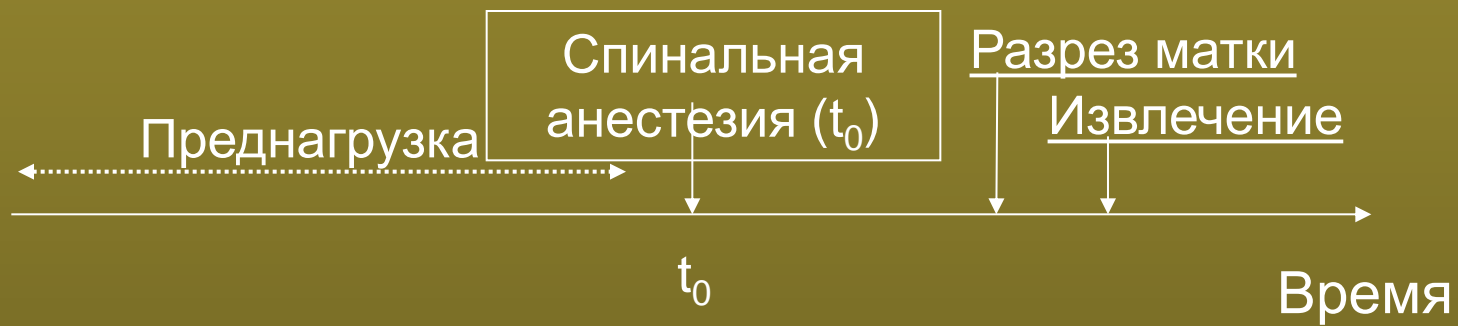 Спинальная
анестезия (t₀)
Разрез матки
Извлечение
Преднагрузка
t₀
Время